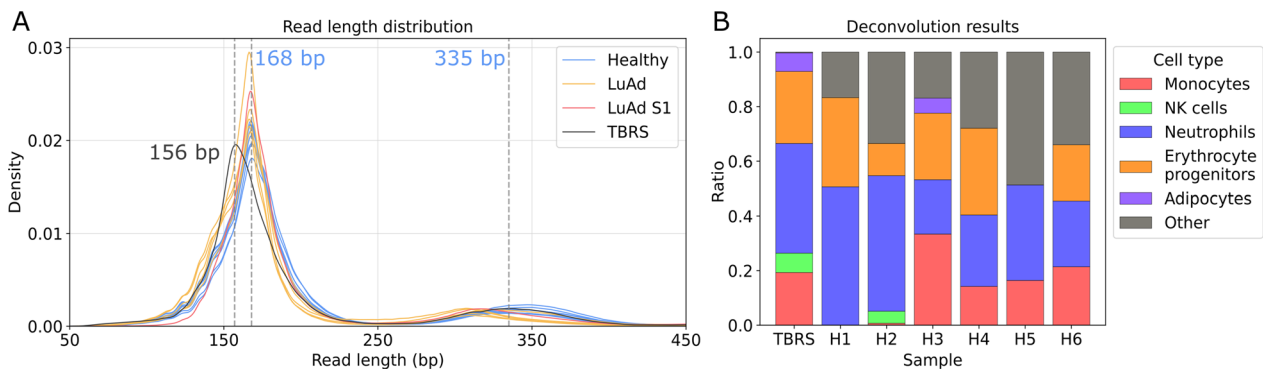 A
Read length distribution
0.03
0.02
0.01
0.00
Density
168 bp
335 bp
156 bp
Healthy
LuAd
LuAd S1
TBRS
50
150
250
350
450
Read length (bp)
B
Deconvolution results
1.0
0.8
0.6
0.4
0.2
0.0
Ratio
TBRS
H1
H2
H3
H4
H5
H6
Sample
Cell type
Monocytes
NK cells
Neutrophils
Erythrocyte
progenitors
Adipocytes
Other